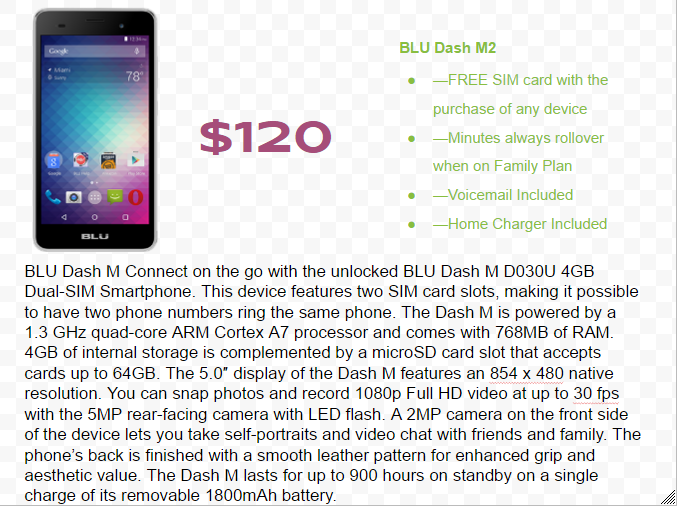 Google
Miami
78°
$120
BLU
BLU Dash M2
● —FREE SIM card with the
purchase of any device
● —Minutes always rollover
when on Family Plan
● —Voicemail Included
● —Home Charger Included
BLU Dash M Connect on the go with the unlocked BLU Dash M D030U 4GB
Dual-SIM Smartphone. This device features two SIM card slots, making it possible
to have two phone numbers ring the same phone. The Dash M is powered by a
1.3 GHz quad-core ARM Cortex A7 processor and comes with 768MB of RAM.
4GB of internal storage is complemented by a microSD card slot that accepts
cards up to 64GB. The 5.0″ display of the Dash M features an 854 x 480 native
resolution. You can snap photos and record 1080p Full HD video at up to 30 fps
with the 5MP rear-facing camera with LED flash. A 2MP camera on the front side
of the device lets you take self-portraits and video chat with friends and family. The
phone’s back is finished with a smooth leather pattern for enhanced grip and
aesthetic value. The Dash M lasts for up to 900 hours on standby on a single
charge of its removable 1800mAh battery.